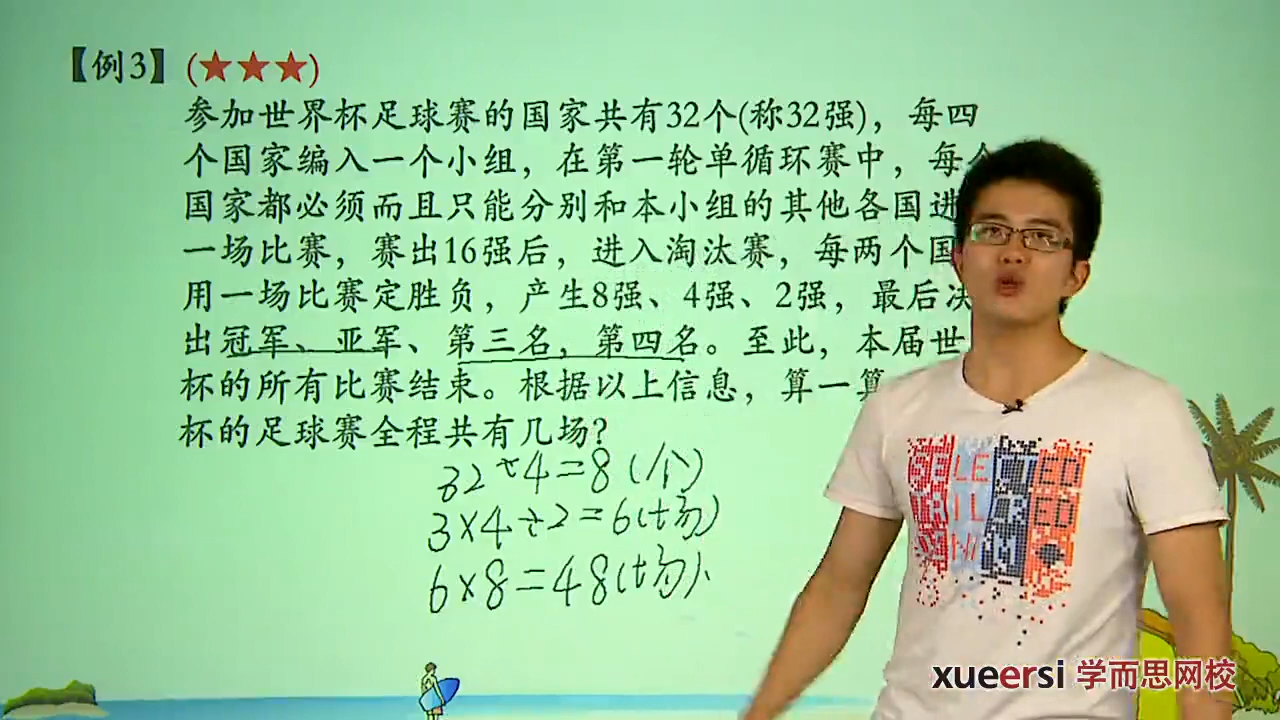 【例3】(★★★)
参加世界杯足球赛的国家共有32个(称32强)，每四
个国家编入一个小组，在第一轮单循环赛中，每个
国家都必须而且只能分别和本小组的其他各国进
一场比赛，赛出16强后，进入淘汰赛，每两个国
用一场比赛定胜负，产生8强、4强、2强，最后决
出冠军、亚军、第三名，第四名。至此，本届世
杯的所有比赛结束。根据以上信息，算一算
杯的足球赛全程共有几场?
32÷4=8(个)
3×4÷2=6(场)
6×8=48(场)
xueersi 学而思网校